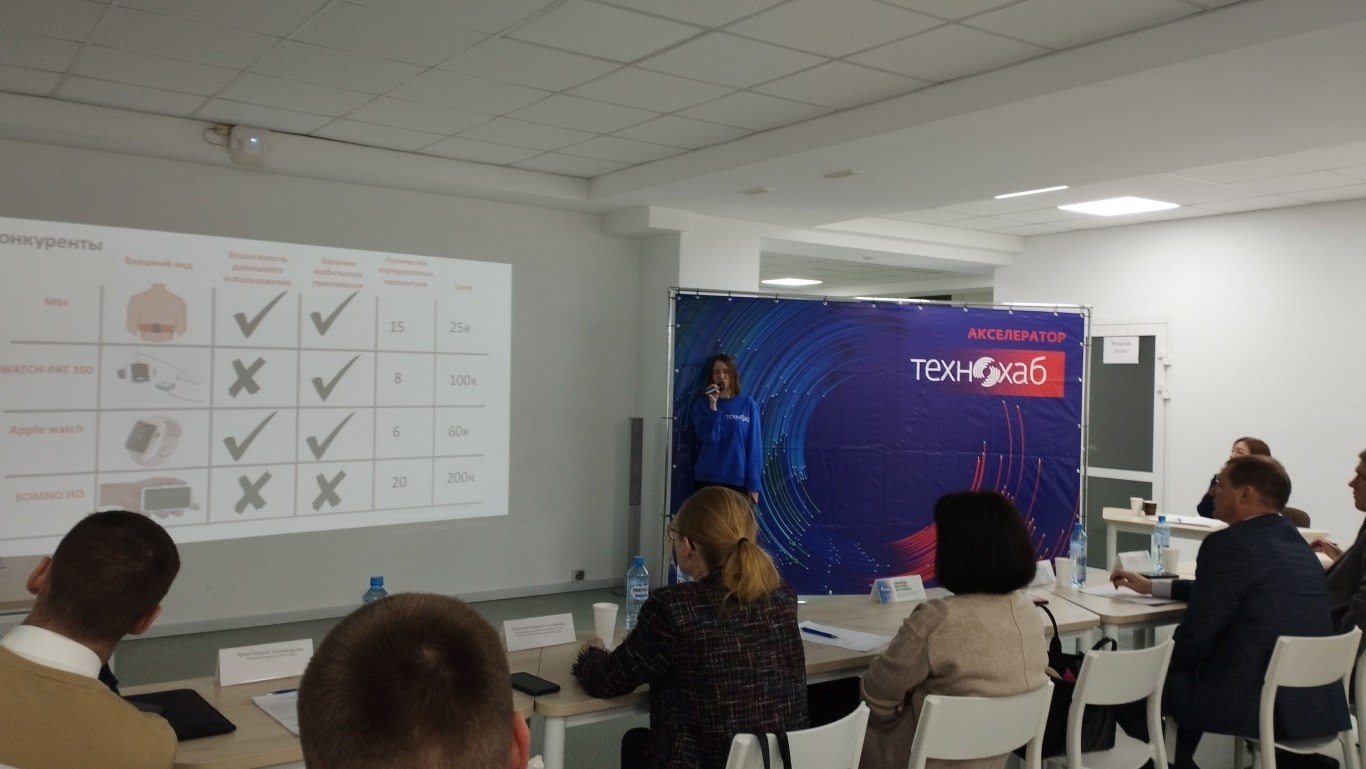 онкуренты
Внешний вид
Возможность
домашнего
использования
Наличие
мобильного
приложения
Количество
определяемых
параметров
Цена
МЫ
15
25к
WATCH-PAT 300
8
100к
Apple watch
6
60к
SOMNO HD
20
200к
АКСЕЛЕРАТОР
технохаб
технохаб